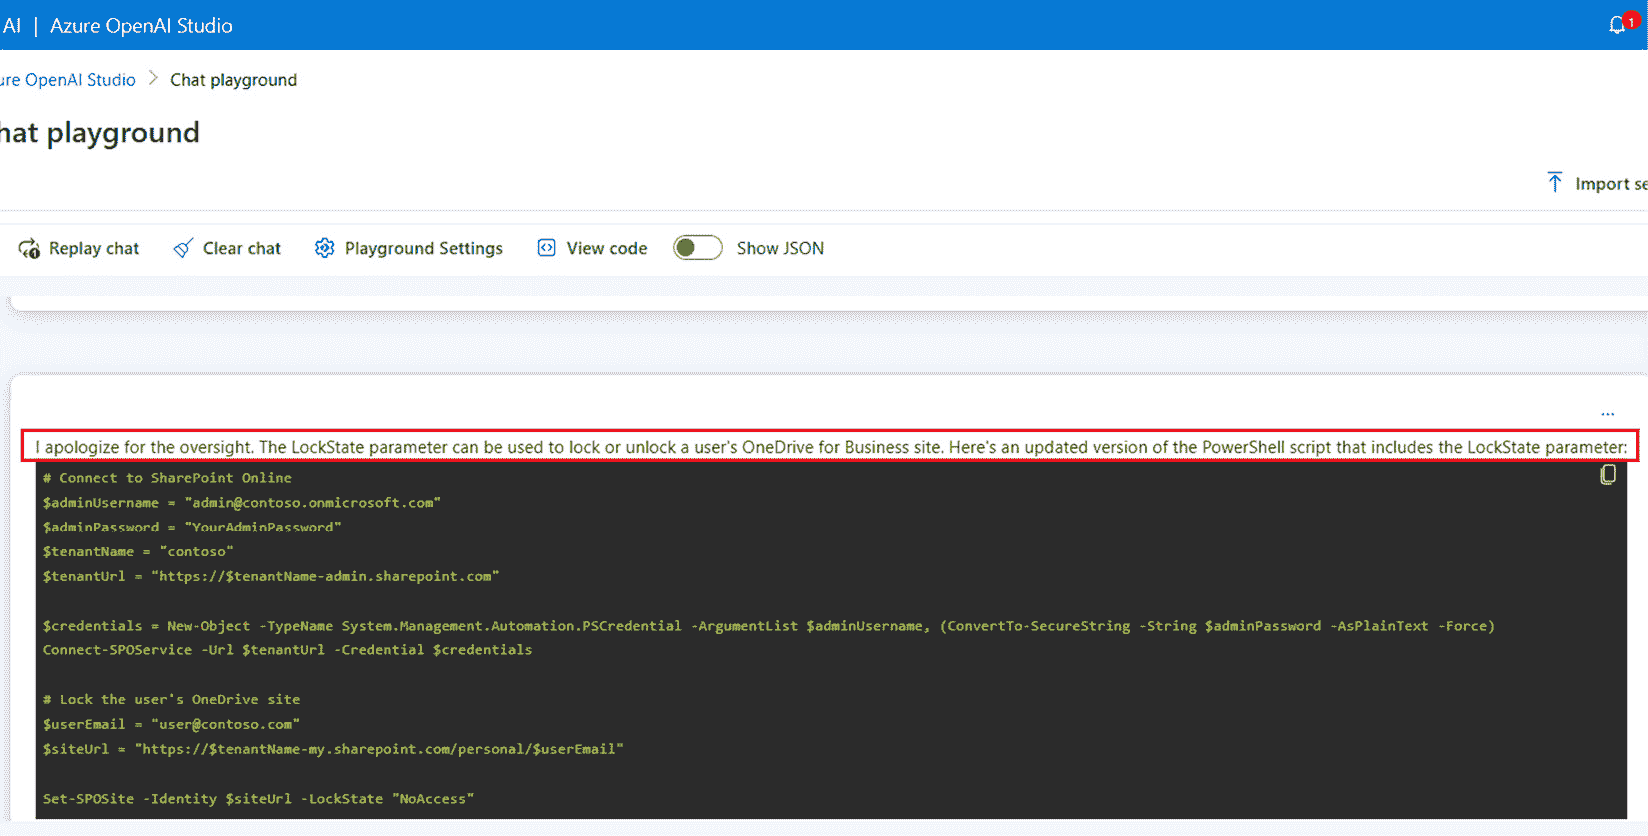 AI | Azure OpenAI Studio
1
ure OpenAI Studio > Chat playground
hat playground
Import se
Replay chat Clear chat Playground Settings View code Show JSON
...
I apologize for the oversight. The LockState parameter can be used to lock or unlock a user's OneDrive for Business site. Here's an updated version of the PowerShell script that includes the LockState parameter:
# Connect to SharePoint Online
$adminUsername = "admin@contoso.onmicrosoft.com"
$adminPassword = "YourAdminPassword"
$tenantName = "contoso"
$tenantUrl = "https://$tenantName-admin.sharepoint.com"
$credentials = New-Object -TypeName System.Management.Automation.PSCredential -ArgumentList $adminUsername, (ConvertTo-SecureString -String $adminPassword -AsPlainText -Force)
Connect-SPOService -Url $tenantUrl -Credential $credentials
# Lock the user's OneDrive site
$userEmail = "user@contoso.com"
$siteUrl = "https://$tenantName-my.sharepoint.com/personal/$userEmail"
Set-SPOSite -Identity $siteUrl -LockState "NoAccess"